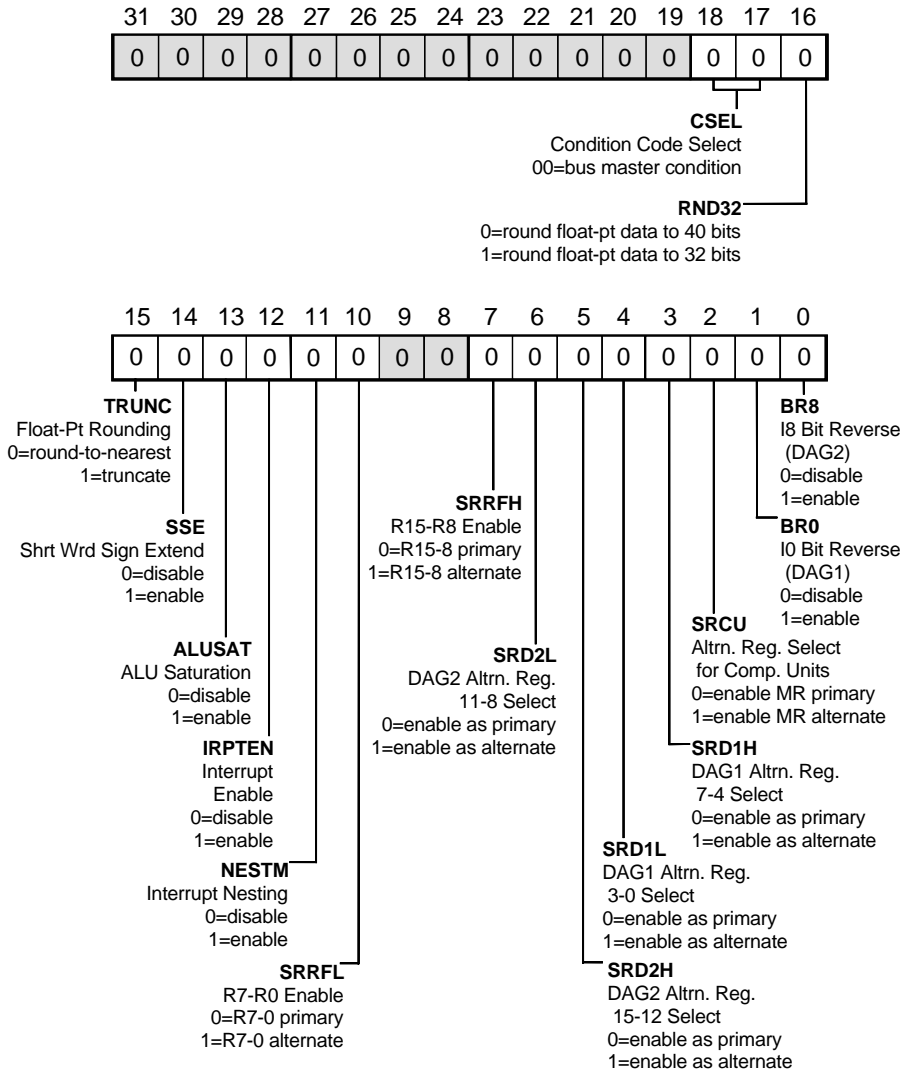 31 30 29 28 27 26 25 24 23 22 21 20 19 18 17 16
0 0 0 0 0 0 0 0 0 0 0 0 0 0 0 0
CSEL
Condition Code Select
00=bus master condition
RND32
0=round float-pt data to 40 bits
1=round float-pt data to 32 bits
15 14 13 12 11 10 9 8 7 6 5 4 3 2 1 0
0 0 0 0 0 0 0 0 0 0 0 0 0 0 0 0
TRUNC
Float-Pt Rounding
0=round-to-nearest
1=truncate
SSE
Shrt Wrd Sign Extend
0=disable
1=enable
ALUSAT
ALU Saturation
0=disable
1=enable
IRPTEN
Interrupt
Enable
0=disable
1=enable
NESTM
Interrupt Nesting
0=disable
1=enable
SRRFL
R7-R0 Enable
0=R7-0 primary
1=R7-0 alternate
SRRFH
R15-R8 Enable
0=R15-8 primary
1=R15-8 alternate
SRD2L
DAG2 Altrn. Reg.
11-8 Select
0=enable as primary
1=enable as alternate
BR8
I8 Bit Reverse
(DAG2)
0=disable
1=enable
BR0
I0 Bit Reverse
(DAG1)
0=disable
1=enable
SRCU
Altrn. Reg. Select
for Comp. Units
0=enable MR primary
1=enable MR alternate
SRD1H
DAG1 Altrn. Reg.
7-4 Select
0=enable as primary
1=enable as alternate
SRD1L
DAG1 Altrn. Reg.
3-0 Select
0=enable as primary
1=enable as alternate
SRD2H
DAG2 Altrn. Reg.
15-12 Select
0=enable as primary
1=enable as alternate